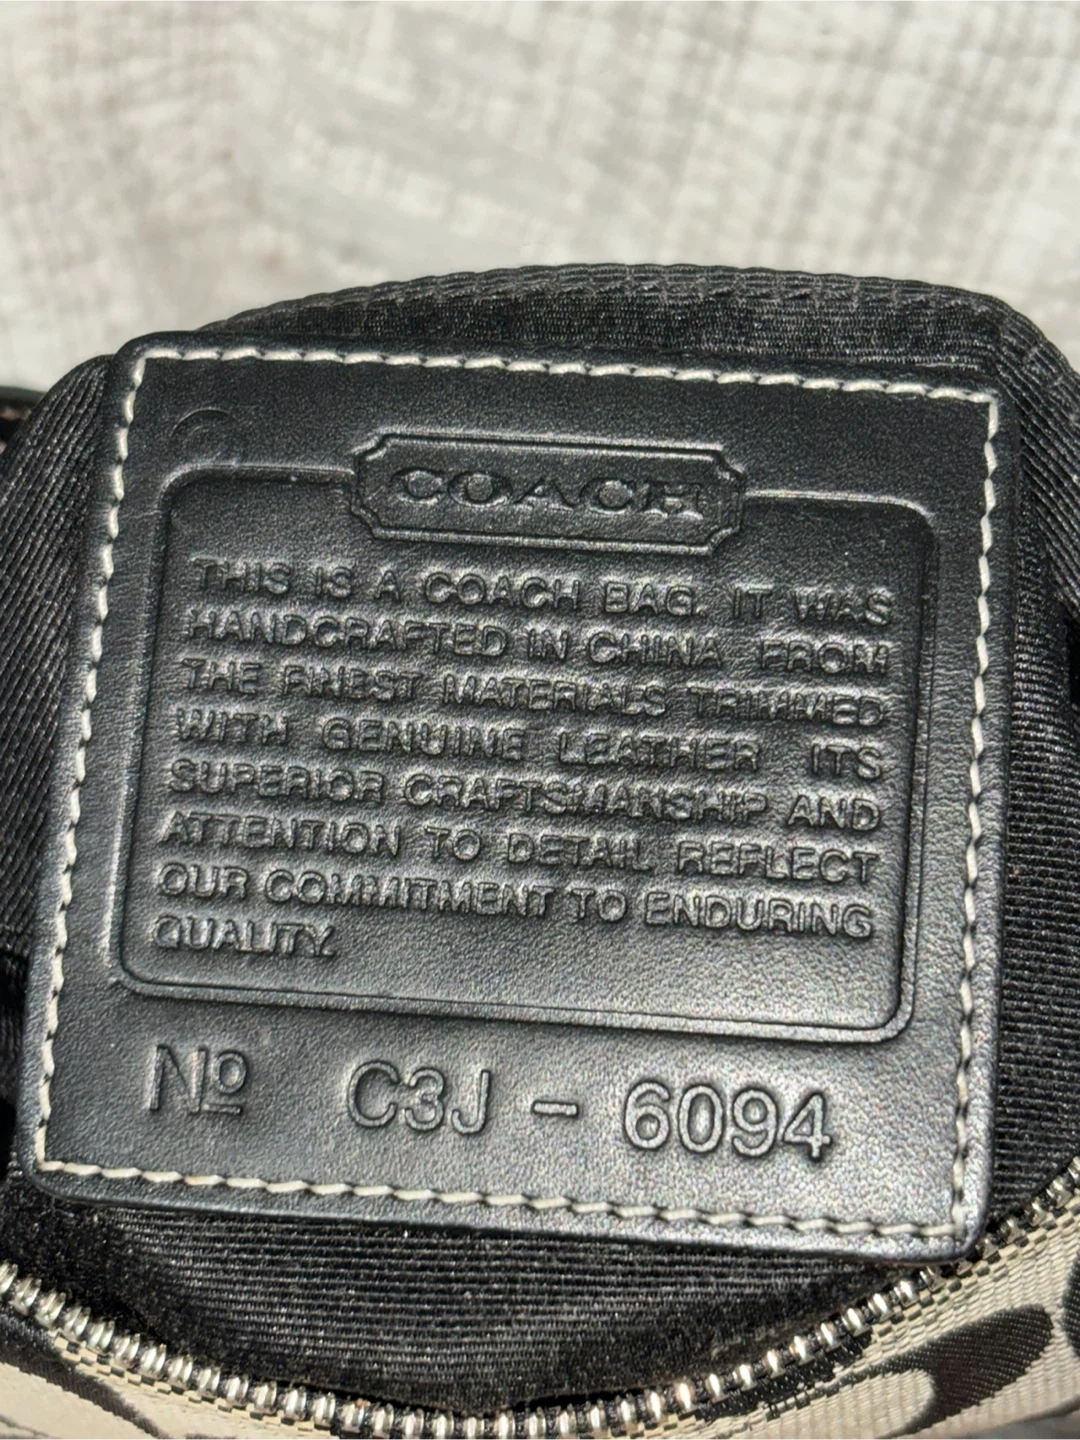 COACH
THIS IS A COACH BAG. IT WAS
HANDCRAFTED IN CHINA FROM
THE FINEST MATERIALS TRIMMED
WITH GENUINE LEATHER ITS
SUPERIOR CRAFTSMANSHIP AND
ATTENTION TO DETAIL REFLECT
OUR COMMITMENT TO ENDURING
QUALITY.
Nº C3J - 6094